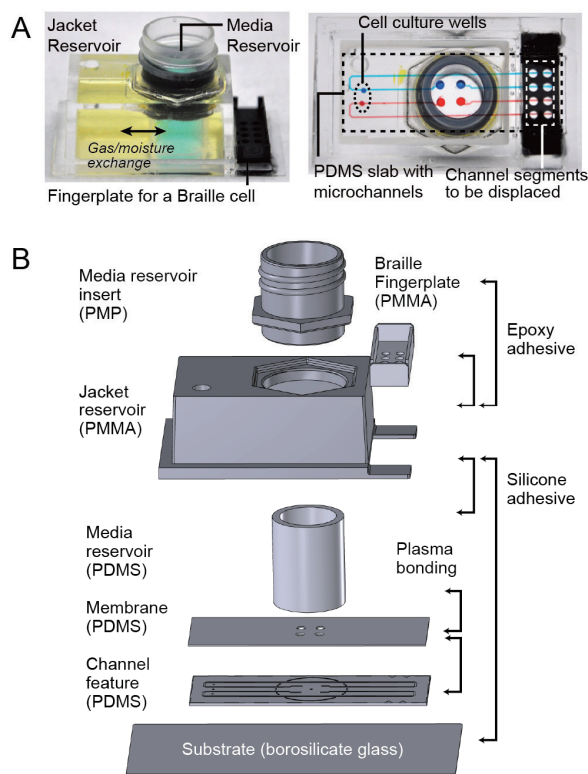 A
Jacket
Reservoir
Media
Reservoir
Gas/moisture
exchange
Fingerplate for a Braille cell
Cell culture wells
PDMS slab with
microchannels
Channel segments
to be displaced
B
Media reservoir
insert
(PMP)
Braille
Fingerplate
(PMMA)
Epoxy
adhesive
Jacket
reservoir
(PMMA)
Silicone
adhesive
Media
reservoir
(PDMS)
Plasma
bonding
Membrane
(PDMS)
Channel
feature
(PDMS)
Substrate (borosilicate glass)